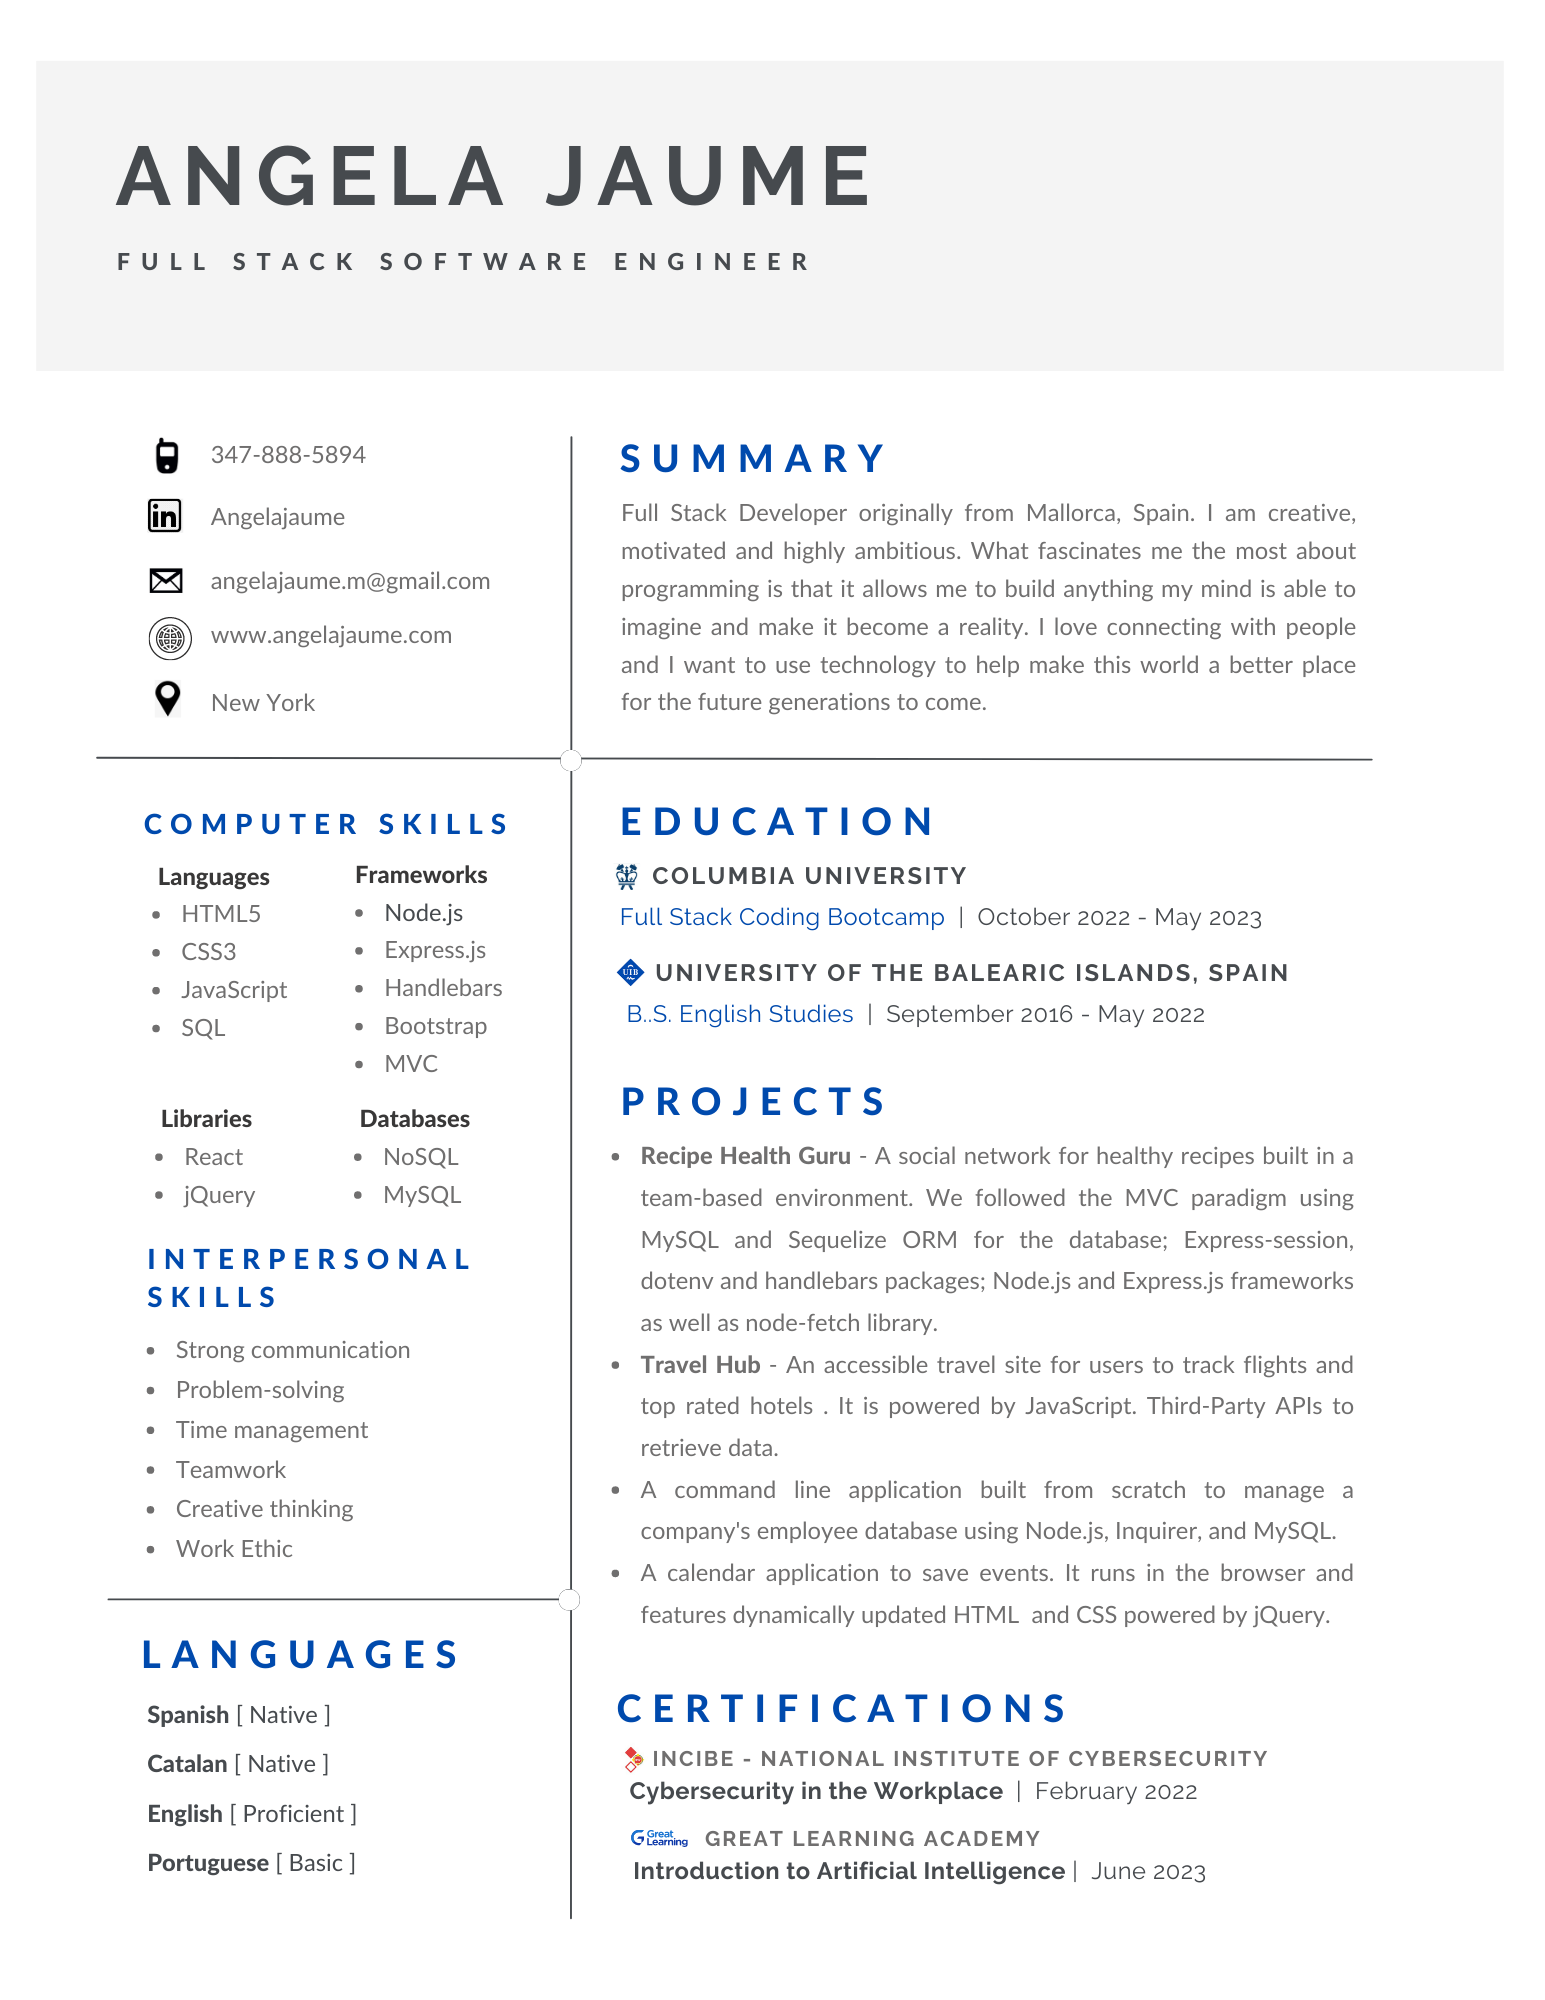 ANGELA JAUME
FULL STACK SOFTWARE ENGINEER
347-888-5894
Angelajaume
angelajaume.m@gmail.com
www.angelajaume.com
New York
SUMMARY
Full Stack Developer originally from Mallorca, Spain. I am creative,
motivated and highly ambitious. What fascinates me the most about
programming is that it allows me to build anything my mind is able to
imagine and make it become a reality. I love connecting with people
and I want to use technology to help make this world a better place
for the future generations to come.
COMPUTER SKILLS
Languages
• HTML5
• CSS3
• JavaScript
• SQL
Frameworks
• Node.js
• Express.js
• Handlebars
• Bootstrap
• MVC
Libraries
• React
• jQuery
Databases
• NoSQL
• MySQL
INTERPERSONAL
SKILLS
• Strong communication
• Problem-solving
• Time management
• Teamwork
• Creative thinking
• Work Ethic
LANGUAGES
Spanish [ Native ]
Catalan [ Native ]
English [ Proficient ]
Portuguese [ Basic ]
EDUCATION
COLUMBIA UNIVERSITY
Full Stack Coding Bootcamp | October 2022 - May 2023
UIB UNIVERSITY OF THE BALEARIC ISLANDS, SPAIN
B..S. English Studies | September 2016 - May 2022
PROJECTS
• Recipe Health Guru - A social network for healthy recipes built in a
team-based environment. We followed the MVC paradigm using
MySQL and Sequelize ORM for the database; Express-session,
dotenv and handlebars packages; Node.js and Express.js frameworks
as well as node-fetch library.
• Travel Hub - An accessible travel site for users to track flights and
top rated hotels . It is powered by JavaScript. Third-Party APIs to
retrieve data.
• A command line application built from scratch to manage a
company's employee database using Node.js, Inquirer, and MySQL.
• A calendar application to save events. It runs in the browser and
features dynamically updated HTML and CSS powered by jQuery.
CERTIFICATIONS
INCIBE - NATIONAL INSTITUTE OF CYBERSECURITY
Cybersecurity in the Workplace | February 2022
Great Learning GREAT LEARNING ACADEMY
Introduction to Artificial Intelligence | June 2023